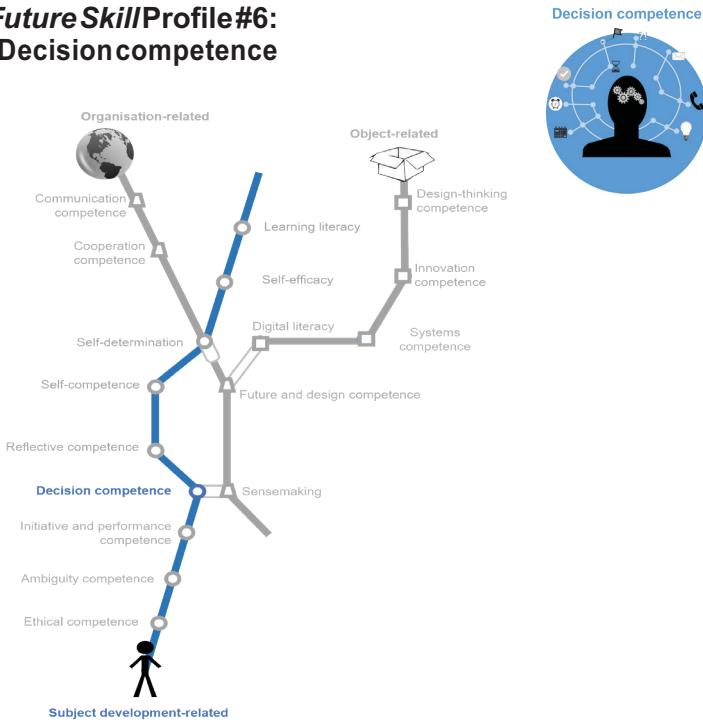 Future Skill Profile #6:
Decision competence
Decision competence
?!
Organisation-related
Object-related
Communication
competence
Design-thinking
competence
Learning literacy
Cooperation
competence
Self-efficacy
Innovation
competence
Digital literacy
Systems
competence
Self-determination
Self-competence
Future and design competence
Reflective competence
Decision competence
Sensemaking
Initiative and performance
competence
Ambiguity competence
Ethical competence
Subject development-related